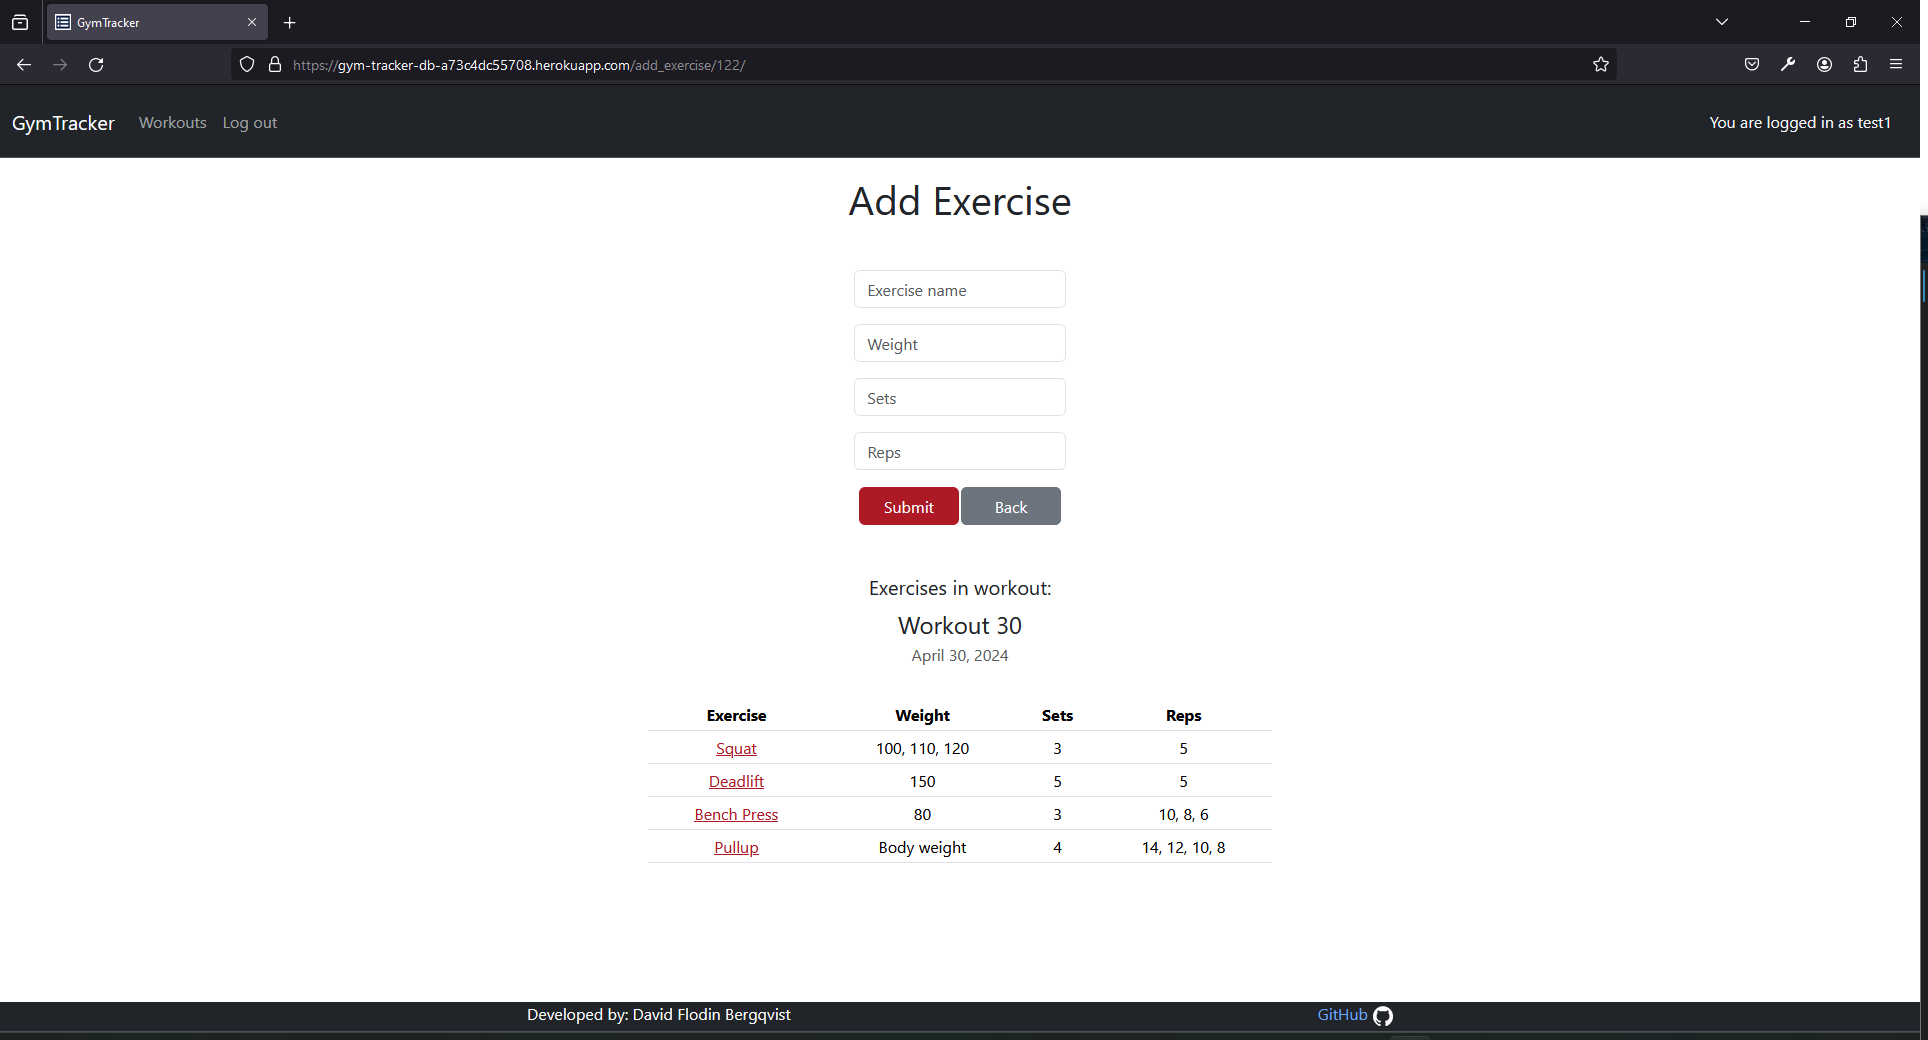 GymTracker
https://gym-tracker-db-a73c4dc55708.herokuapp.com/add_exercise/122/
GymTracker Workouts Log out You are logged in as test1
Add Exercise
Exercise name
Weight
Sets
Reps
Submit Back
Exercises in workout:
Workout 30
April 30, 2024
Exercise Weight Sets Reps
Squat 100, 110, 120 3 5
Deadlift 150 5 5
Bench Press 80 3 10, 8, 6
Pullup Body weight 4 14, 12, 10, 8
Developed by: David Flodin Bergqvist GitHub